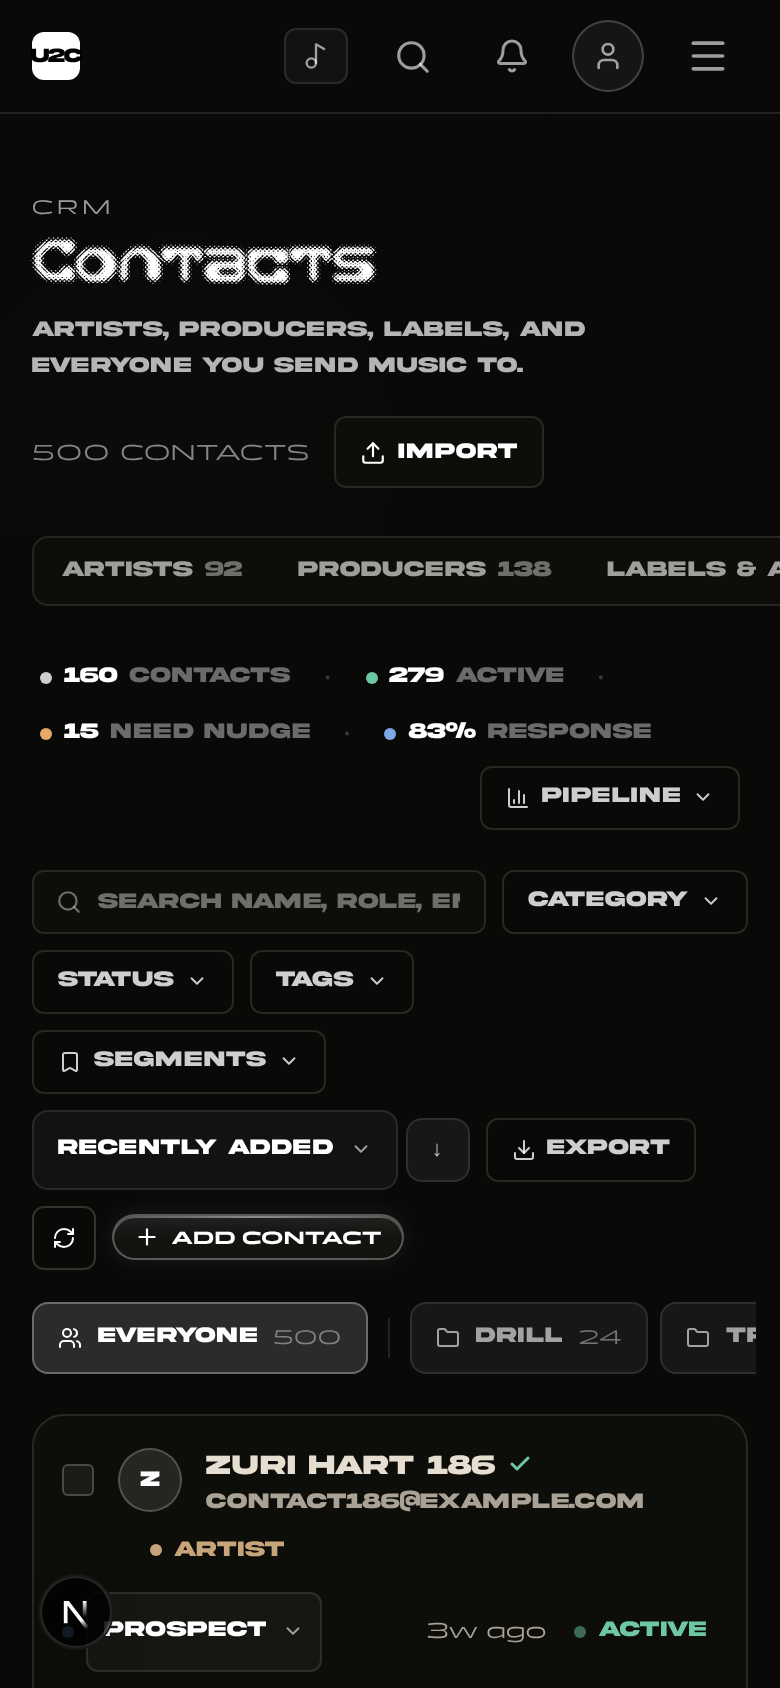 U2C
CRM
Contacts
ARTISTS, PRODUCERS, LABELS, AND
EVERYONE YOU SEND MUSIC TO.
500 CONTACTS IMPORT
ARTISTS 92 PRODUCERS 138 LABELS & A
160 CONTACTS · 279 ACTIVE ·
15 NEED NUDGE · 83% RESPONSE
PIPELINE
SEARCH NAME, ROLE, CATEGORY
STATUS TAGS
SEGMENTS
RECENTLY ADDED ↓ EXPORT
+ ADD CONTACT
EVERYONE 500 DRILL 24
Z ZURI HART 186
CONTACT186@EXAMPLE.COM
ARTIST
N PROSPECT 3w ago ACTIVE